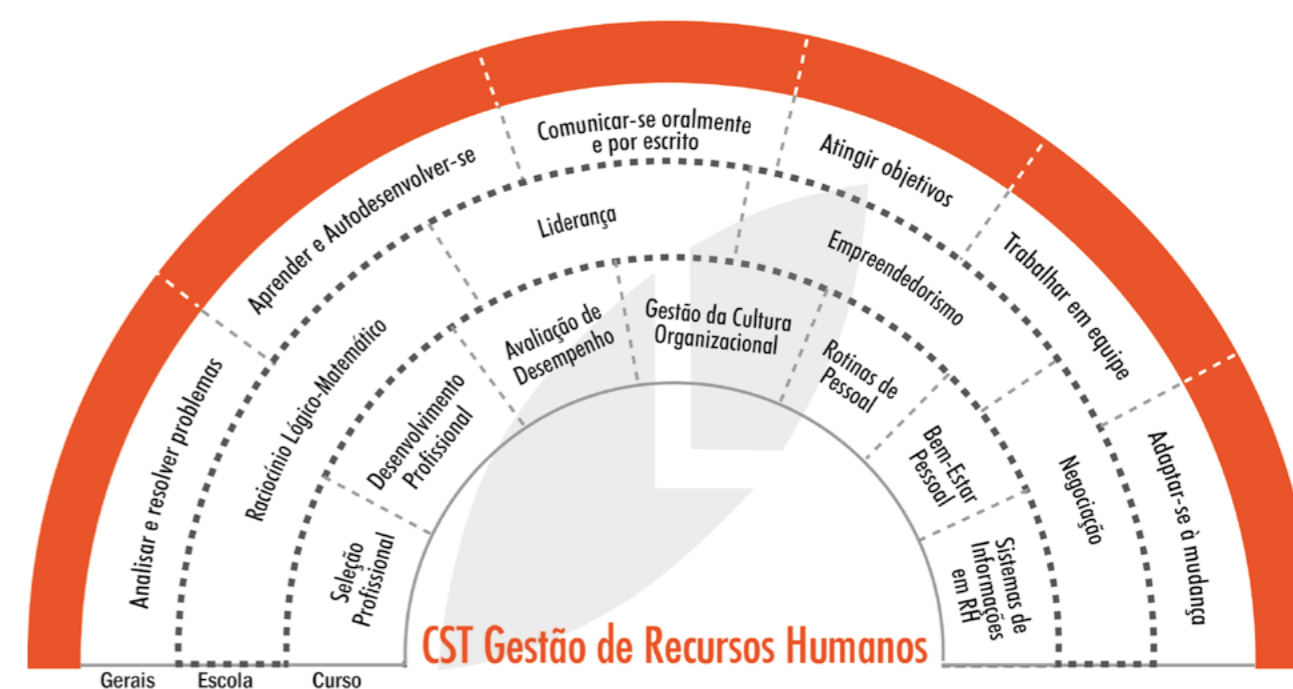 Analisar e resolver problemas
Aprender e Autodesenvolver-se
Comunicar-se oralmente
e por escrito
Atingir objetivos
Trabalhar em equipe
Adaptar-se à mudança
Raciocínio Lógico-Matemático
Liderança
Empreendedorismo
Negociação
Seleção
Profissional
Desenvolvimento
Profissional
Avaliação de
Desempenho
Gestão da Cultura
Organizacional
Rotinas de
Pessoal
Bem-Estar
Pessoal
Sistemas de
Informações
em RH
CST Gestão de Recursos Humanos
Gerais
Escola
Curso